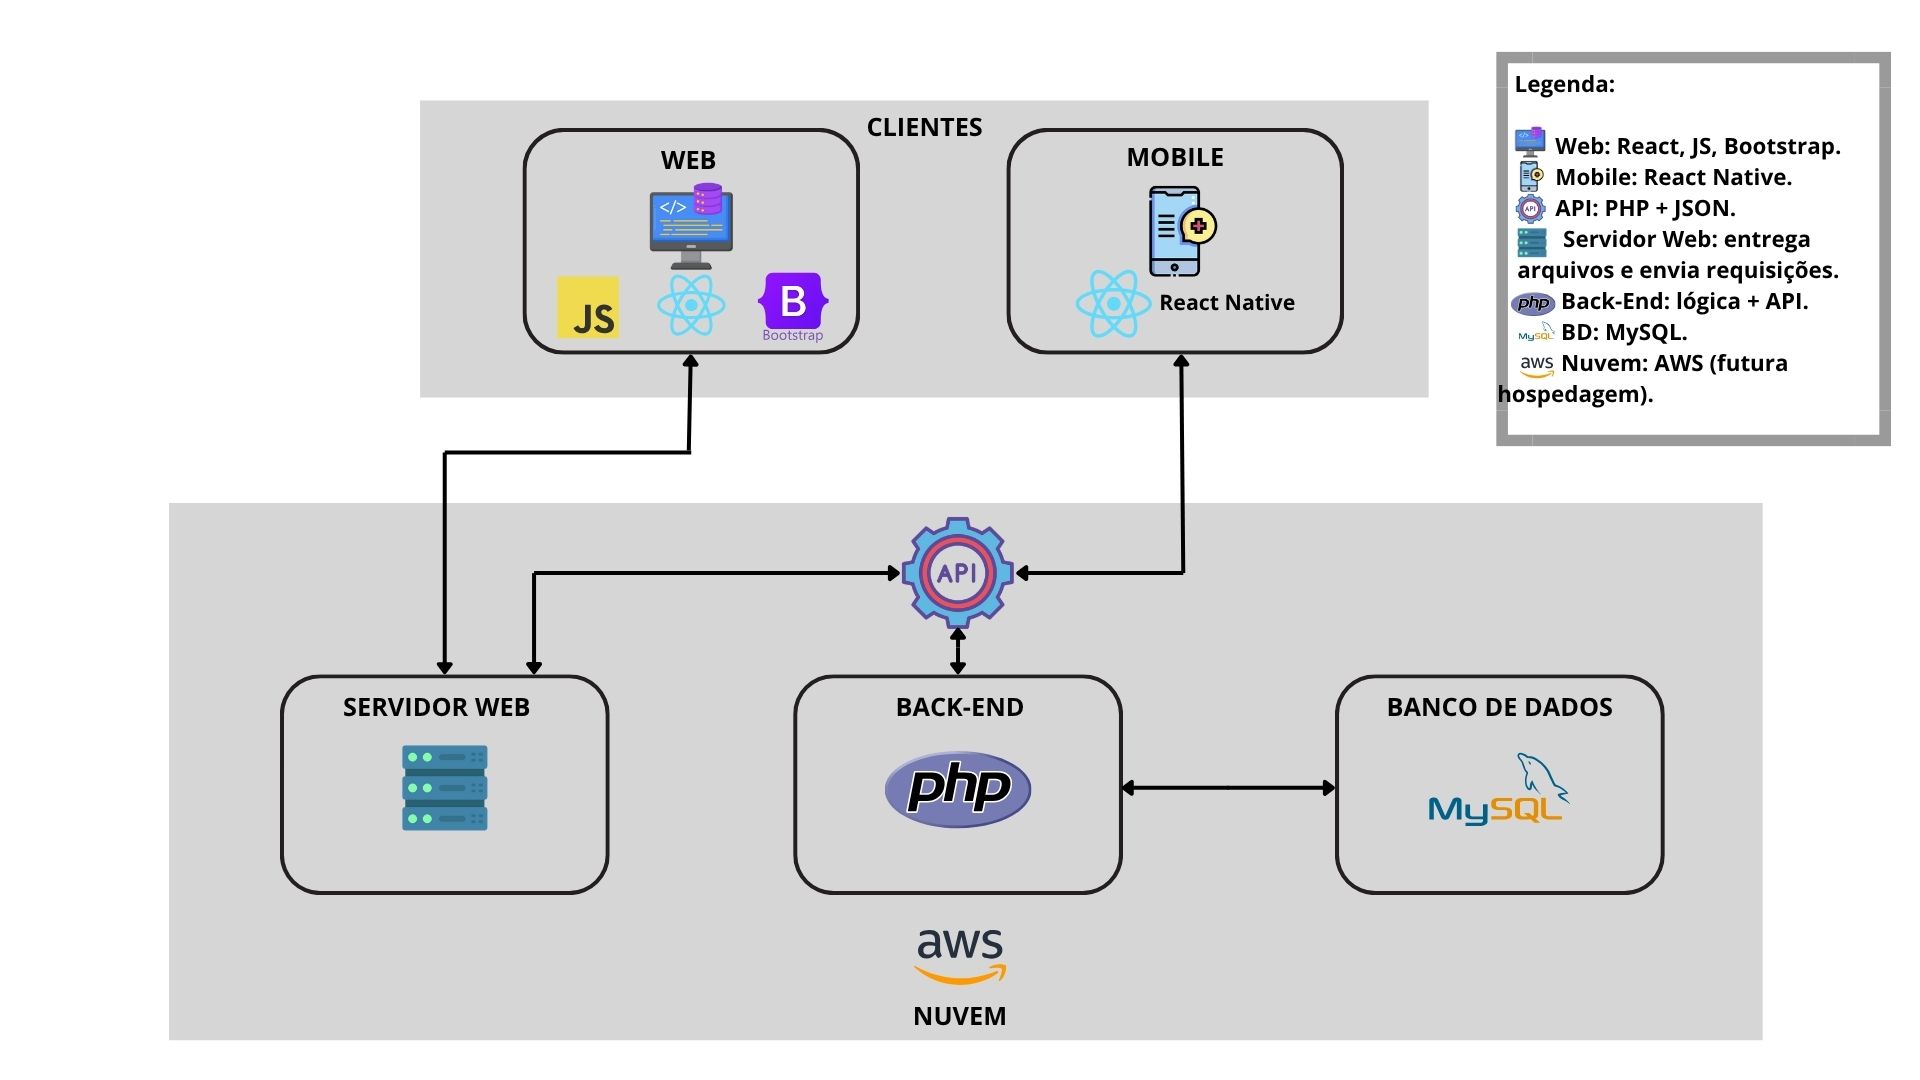 CLIENTES
WEB
</>
JS
B
Bootstrap
MOBILE
React Native
Legenda:
</> Web: React, JS, Bootstrap.
Mobile: React Native.
API API: PHP + JSON.
Servidor Web: entrega
arquivos e envia requisições.
php Back-End: lógica + API.
MySQL BD: MySQL.
aws Nuvem: AWS (futura
hospedagem).
API
SERVIDOR WEB
BACK-END
php
BANCO DE DADOS
MySQL
aws
NUVEM